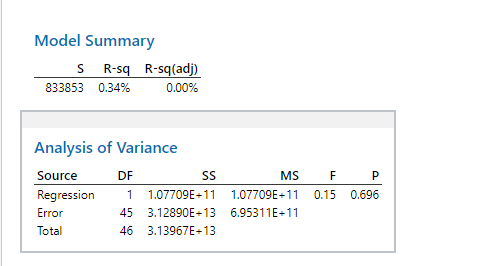 Model Summary
S R-sq R-sq(adj)
833853 0.34% 0.00%
Analysis of Variance
Source DF SS MS F P
Regression 1 1.07709E+11 1.07709E+11 0.15 0.696
Error 45 3.12890E+13 6.95311E+11
Total 46 3.13967E+13